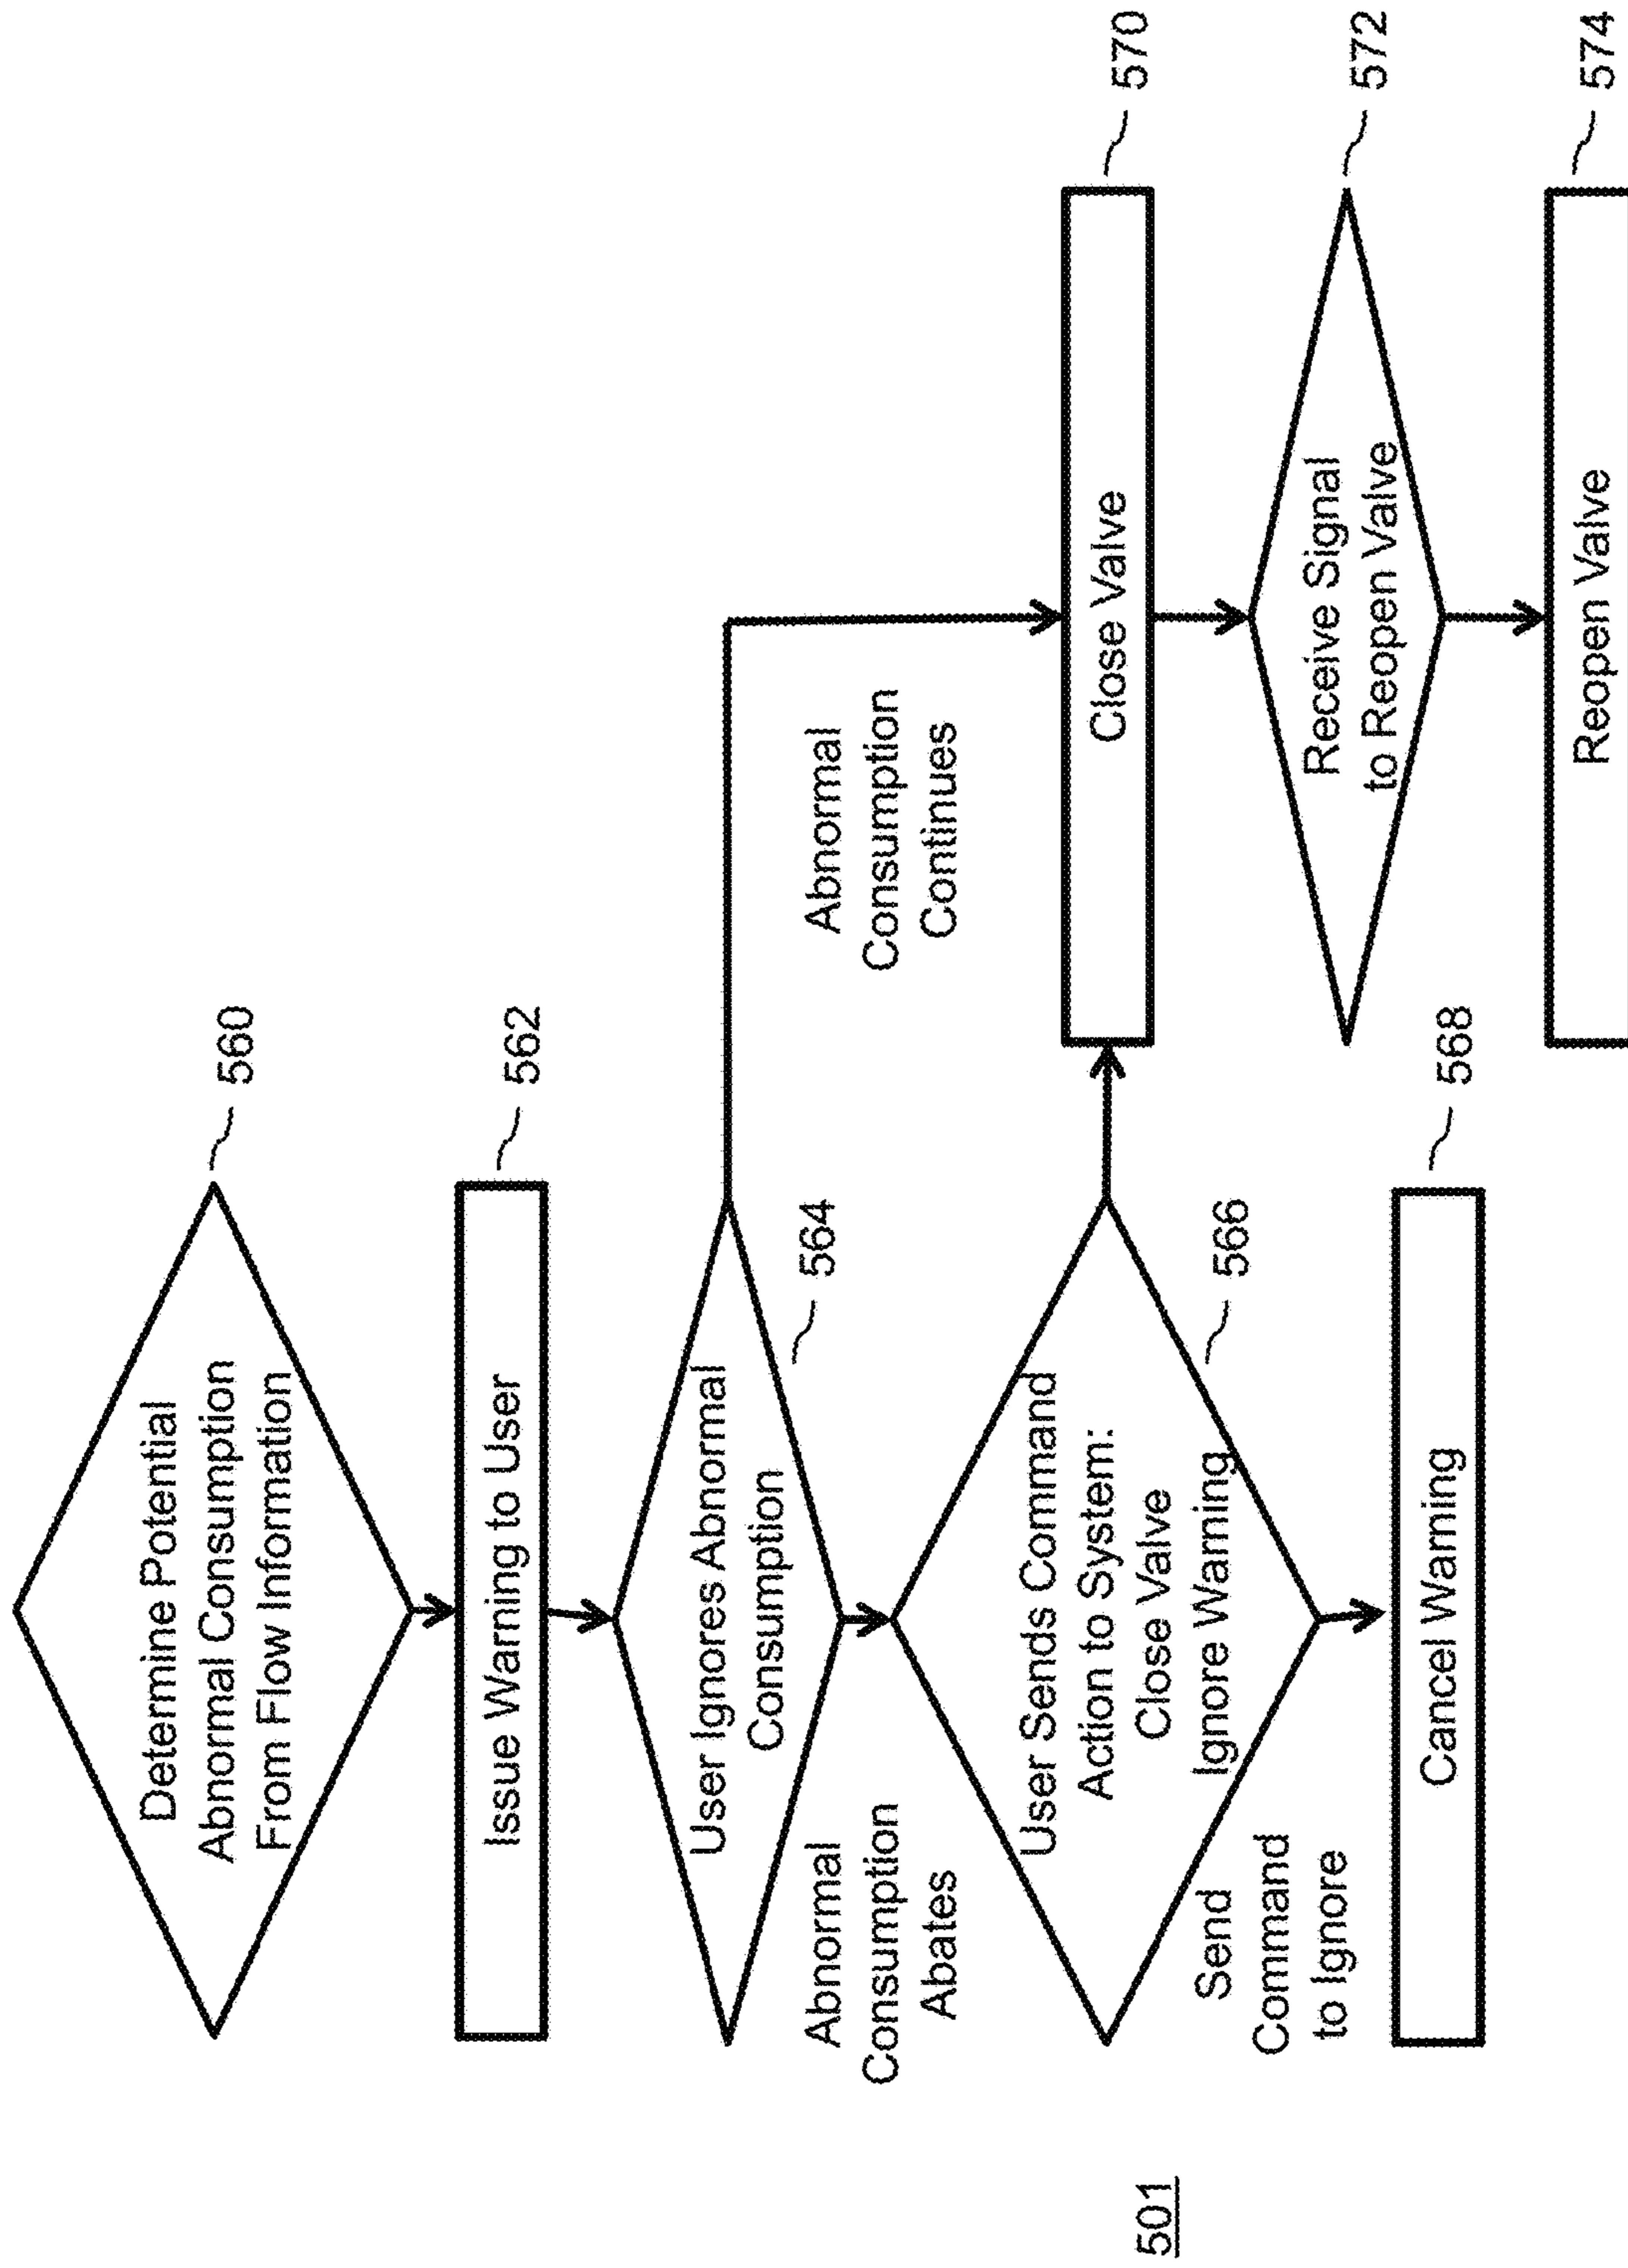 Determine Potential
Abnormal Consumption
From Flow Information
560
Issue Warning to User
562
User Ignores Abnormal
Consumption
564
Abnormal
Consumption
Abates
Abnormal
Consumption
Continues
User Sends Command
Action to System:
Close Valve
Ignore Warning
566
Send
Command
to Ignore
Cancel Warning
568
Close Valve
570
Receive Signal
to Reopen Valve
572
Reopen Valve
574
501